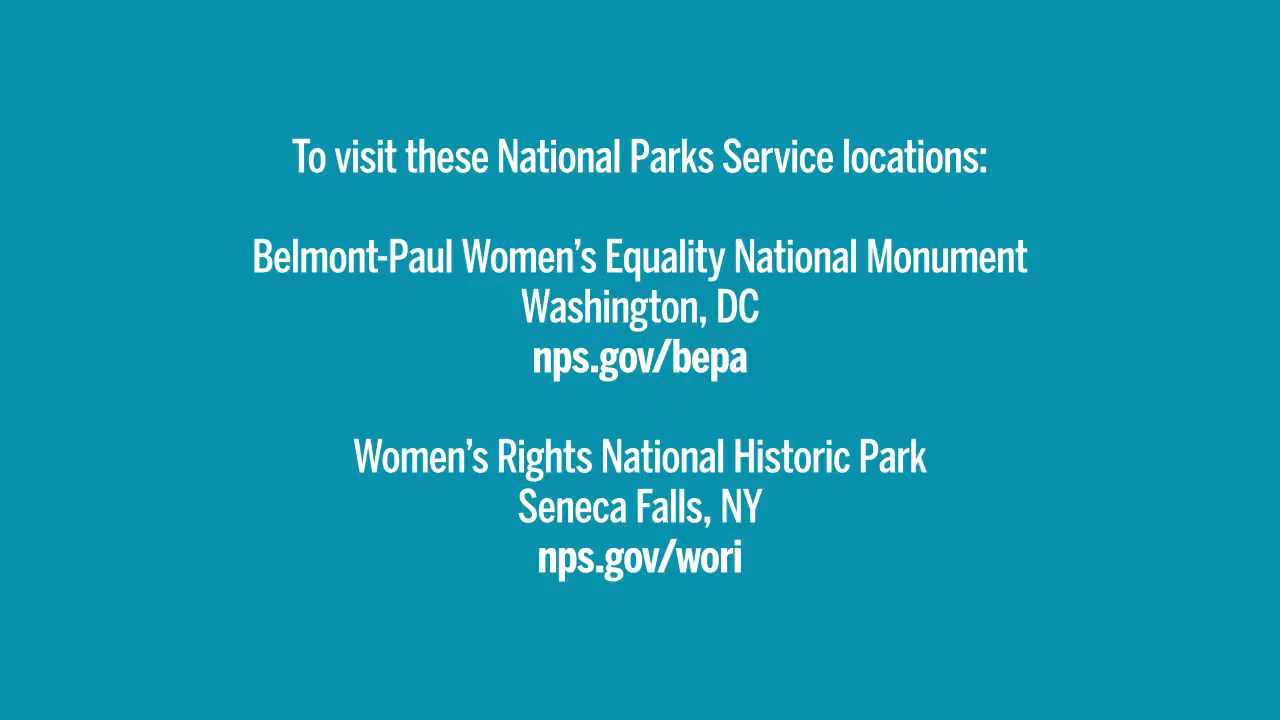 To visit these National Parks Service locations:
Belmont-Paul Women’s Equality National Monument
Washington, DC
nps.gov/bepa
Women’s Rights National Historic Park
Seneca Falls, NY
nps.gov/wori